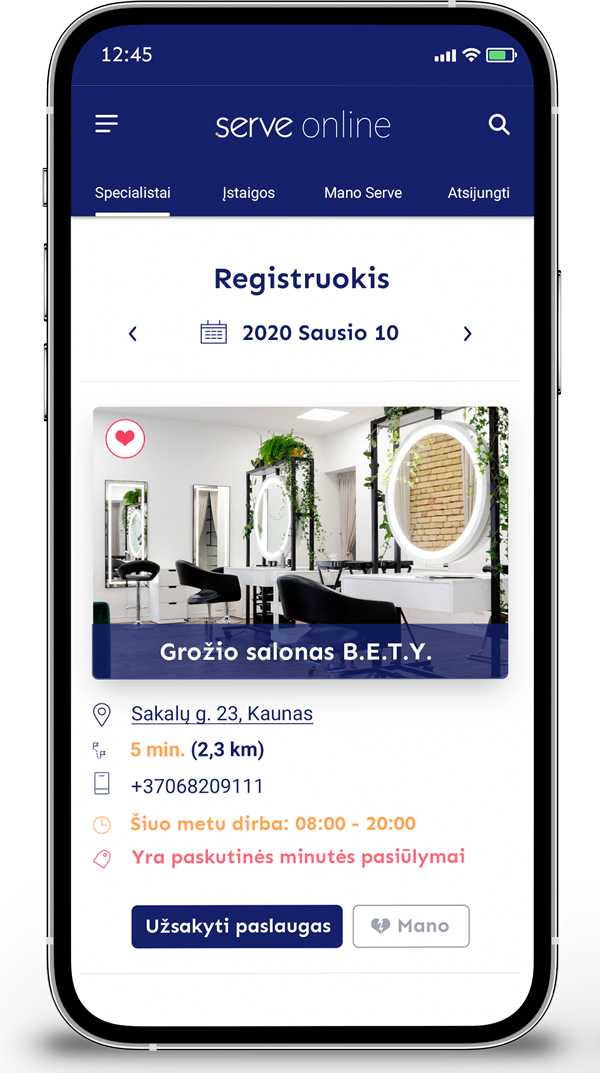 12:45
serve online
Specialistai Įstaigos Mano Serve Atsijungti
Registruokis
2020 Sausio 10
Grožio salonas B.E.T.Y.
Sakalų g. 23, Kaunas
5 min. (2,3 km)
+37068209111
Šiuo metu dirba: 08:00 - 20:00
Yra paskutinės minutės pasiūlymai
Užsakyti paslaugas Mano